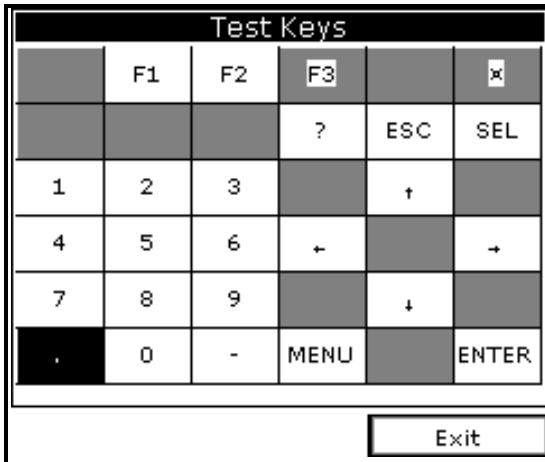 Test Keys
F1 F2 F3 ¤
? ESC SEL
1 2 3 ↑
4 5 6 ← →
7 8 9 ↓
. 0 - MENU ENTER
Exit